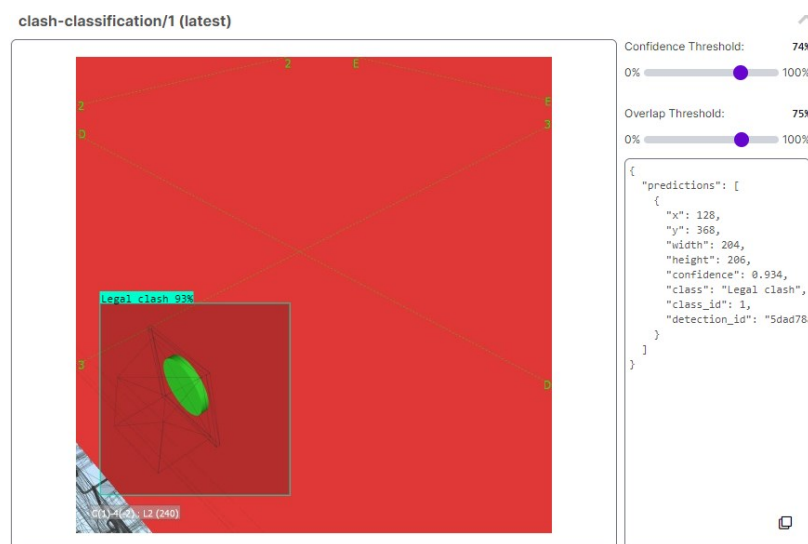 clash-classification/1 (latest)
Confidence Threshold: 74%
0% 100%
Overlap Threshold: 75%
0% 100%
2 E
2 E
D 3
Legal clash 93%
3
D
C(1)-4(-2) : L2 (240)
{
"predictions": [
{
"x": 128,
"y": 368,
"width": 204,
"height": 206,
"confidence": 0.934,
"class": "Legal clash",
"class_id": 1,
"detection_id": "5dad78
}
]
}